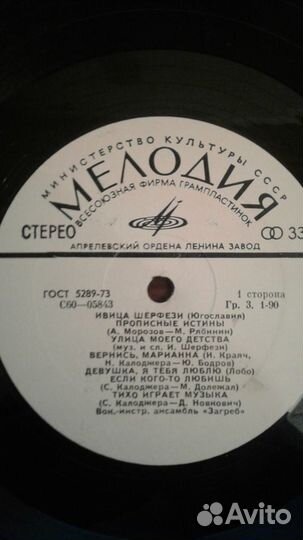 МИНИСТЕРСТВО КУЛЬТУРЫ СССР
МЕЛОДИЯ
ВСЕСОЮЗНАЯ ФИРМА ГРАМПЛАСТИНОК
СТЕРЕО 33
АПРЕЛЕВСКИЙ ОРДЕНА ЛЕНИНА ЗАВОД
ГОСТ 5289-73 1 сторона
С60—05843 Гр. 3, 1-90
ИВИЦА ШЕРФЕЗИ (Югославия)
ПРОПИСНЫЕ ИСТИНЫ
(А. Морозов—М. Рябинин)
УЛИЦА МОЕГО ДЕТСТВА
(муз. и сл. И. Шерфези)
ВЕРНИСЬ, МАРИАННА (И. Краяч,
Н. Калоджера — Ю. Бодров)
ДЕВУШКА, Я ТЕБЯ ЛЮБЛЮ (Лобо)
ЕСЛИ КОГО-ТО ЛЮБИШЬ
(С. Калоджера—М. Долежал)
ТИХО ИГРАЕТ МУЗЫКА
(С. Калоджера—Д. Новкович)
Вок.-инстр. ансамбль «Загреб»
Avito